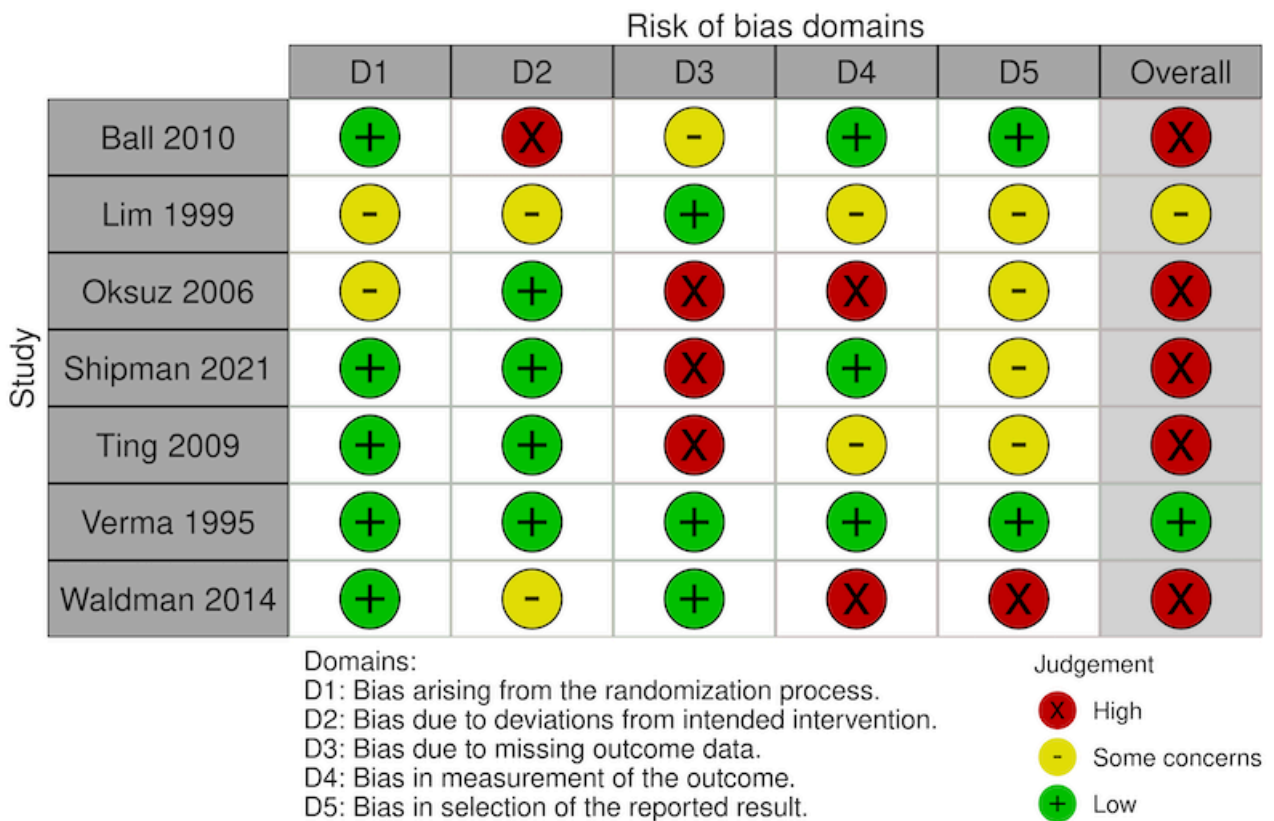 Risk of bias domains
D1 D2 D3 D4 D5 Overall
Study
Ball 2010 + X - + + X
Lim 1999 - - + - - -
Oksuz 2006 - + X X - X
Shipman 2021 + + X + - X
Ting 2009 + + X - - X
Verma 1995 + + + + + +
Waldman 2014 + - + X X X
Domains:
D1: Bias arising from the randomization process.
D2: Bias due to deviations from intended intervention.
D3: Bias due to missing outcome data.
D4: Bias in measurement of the outcome.
D5: Bias in selection of the reported result.
Judgement
X High
- Some concerns
+ Low